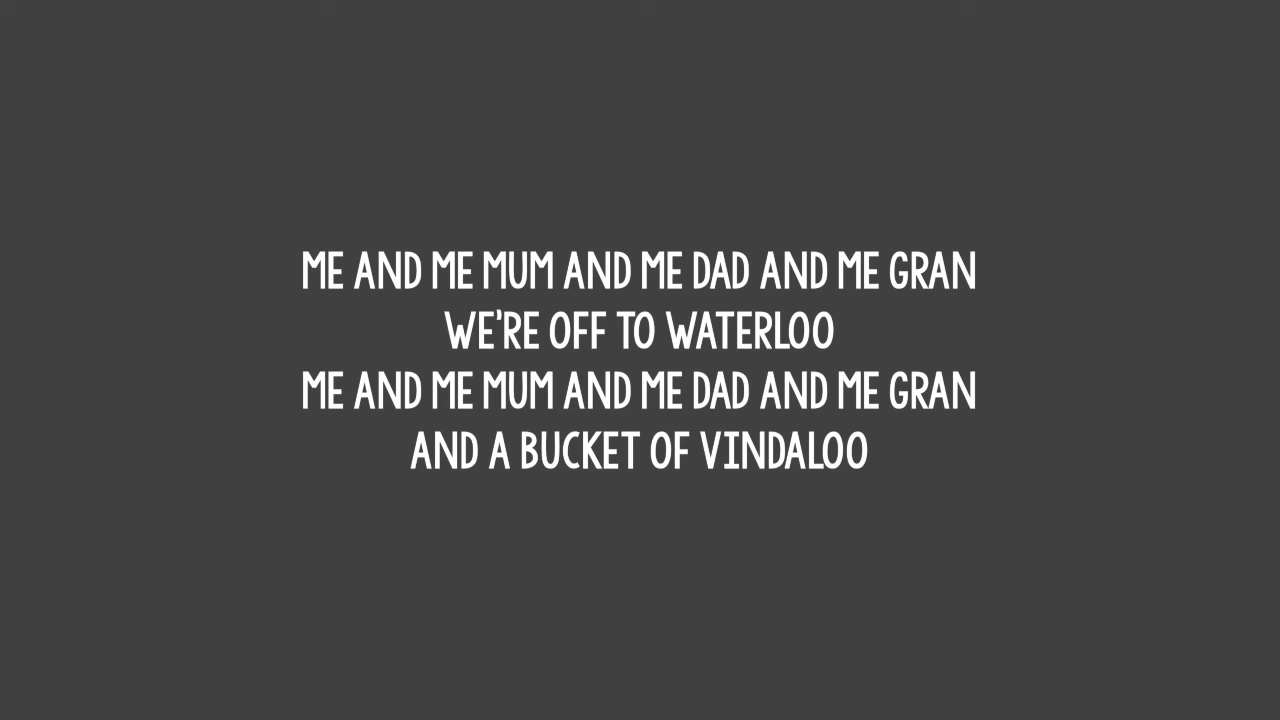 ME AND ME MUM AND ME DAD AND ME GRAN
WE'RE OFF TO WATERLOO
ME AND ME MUM AND ME DAD AND ME GRAN
AND A BUCKET OF VINDALOO